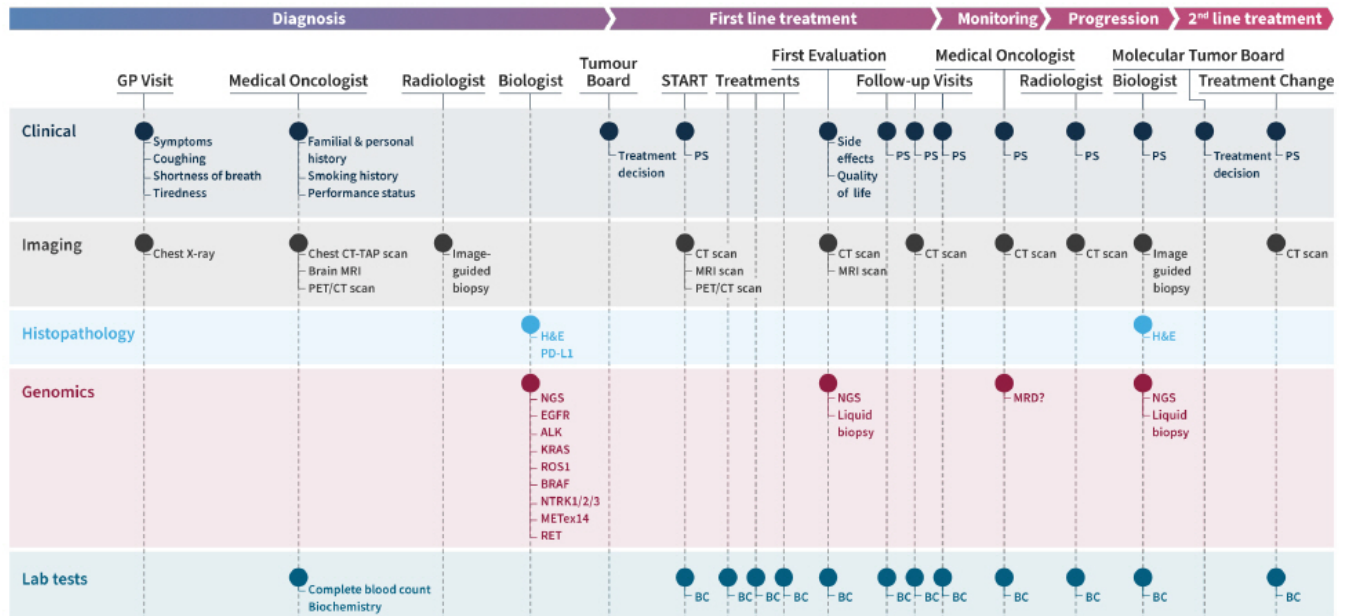 Diagnosis
First line treatment
Monitoring
Progression
2nd line treatment
First Evaluation
Medical Oncologist
Molecular Tumor Board
Tumour
Board
GP Visit
Medical Oncologist
Radiologist
Biologist
START
Treatments
Follow-up Visits
Radiologist
Biologist
Treatment Change
Clinical
Symptoms
Coughing
Shortness of breath
Tiredness
Familial & personal
history
Smoking history
Performance status
Treatment
decision
PS
Side
effects
Quality
of life
PS
PS
PS
PS
PS
PS
Treatment
decision
PS
Imaging
Chest X-ray
Chest CT-TAP scan
Brain MRI
PET/CT scan
Image-
guided
biopsy
CT scan
MRI scan
PET/CT scan
CT scan
MRI scan
CT scan
CT scan
CT scan
Image
guided
biopsy
CT scan
Histopathology
H&E
PD-L1
H&E
Genomics
NGS
EGFR
ALK
KRAS
ROS1
BRAF
NTRK1/2/3
METex14
RET
NGS
Liquid
biopsy
MRD?
NGS
Liquid
biopsy
Lab tests
Complete blood count
Biochemistry
BC
BC
BC
BC
BC
BC
BC
BC
BC
BC
BC
BC